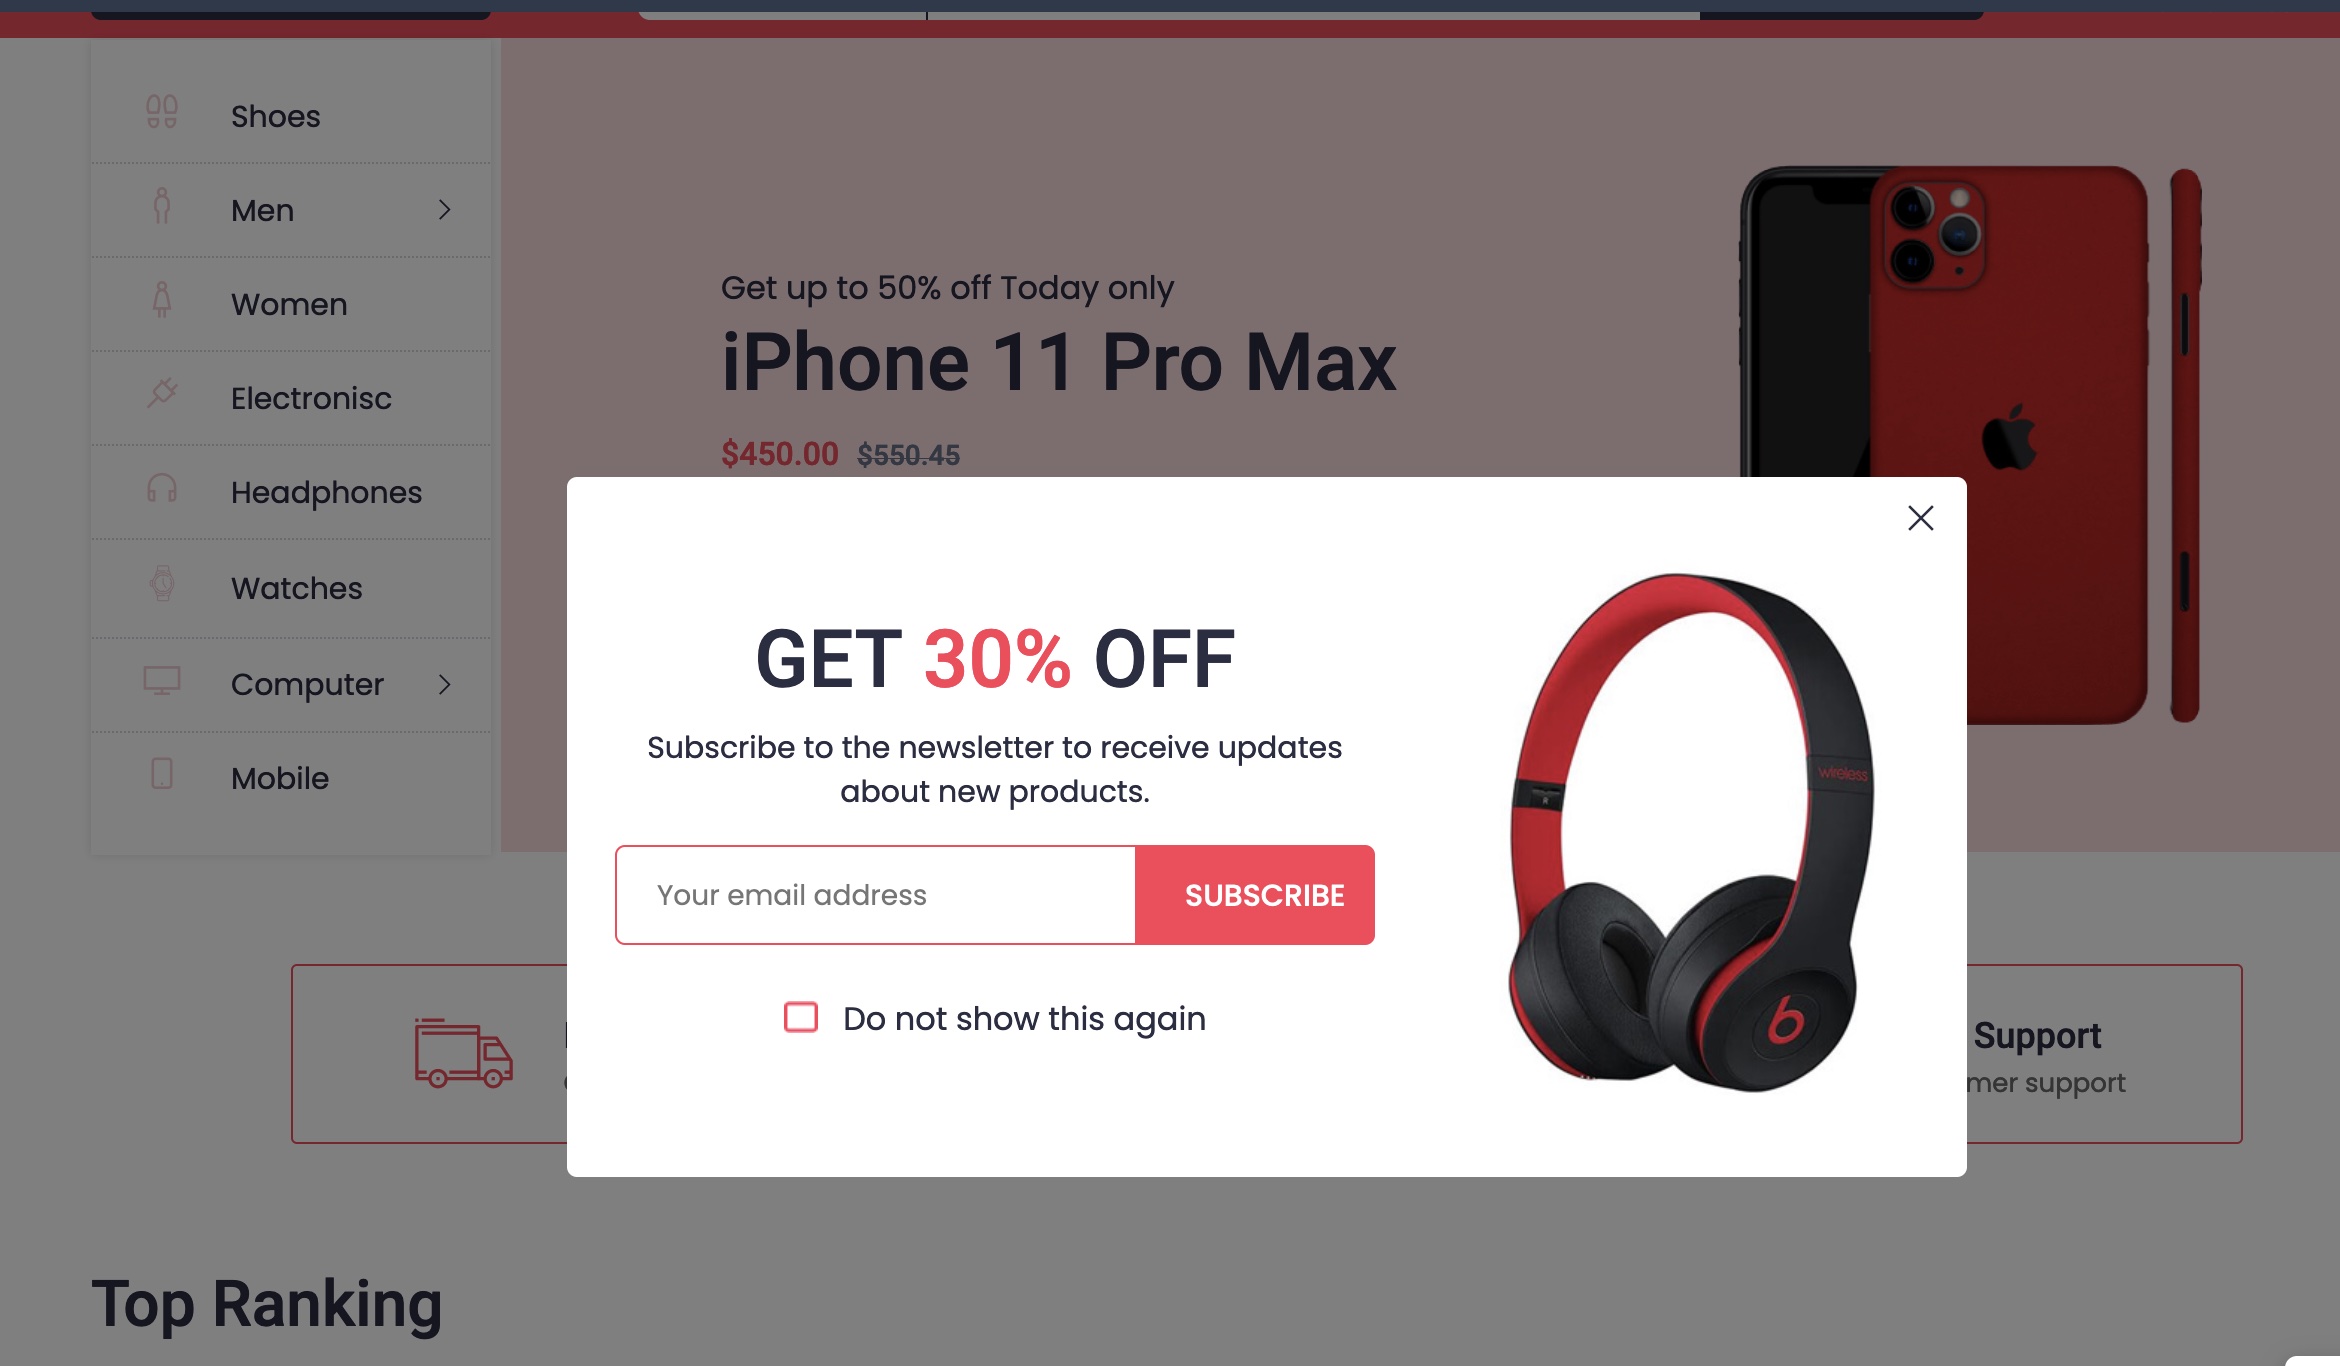 Shoes
Men
Women
Electronisc
Headphones
Watches
Computer
Mobile
Get up to 50% off Today only
iPhone 11 Pro Max
$450.00 $550.45
GET 30% OFF
Subscribe to the newsletter to receive updates
about new products.
Your email address
SUBSCRIBE
Do not show this again
wireless
R
b
Support
mer support
Top Ranking